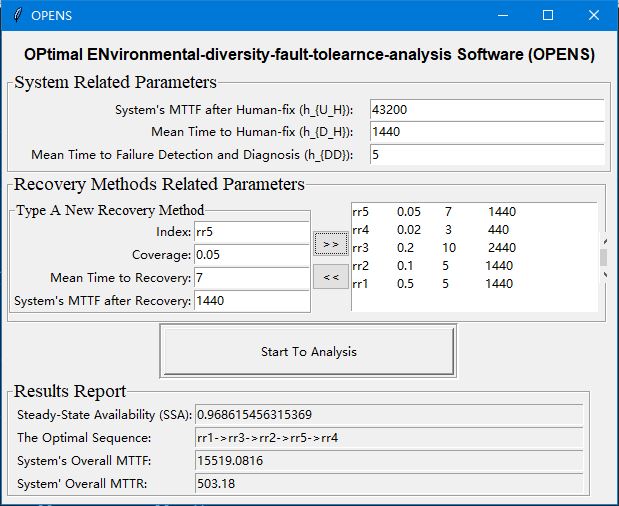 OPENS
OPtimal ENvironmental-diversity-fault-tolearnce-analysis Software (OPENS)
System Related Parameters
System's MTTF after Human-fix (h_{U_H}): 43200
Mean Time to Human-fix (h_{D_H}): 1440
Mean Time to Failure Detection and Diagnosis (h_{DD}): 5
Recovery Methods Related Parameters
Type A New Recovery Method
Index: rr5
Coverage: 0.05
Mean Time to Recovery: 7
System's MTTF after Recovery: 1440
>>
<<
rr5 0.05 7 1440
rr4 0.02 3 440
rr3 0.2 10 2440
rr2 0.1 5 1440
rr1 0.5 5 1440
Start To Analysis
Results Report
Steady-State Availability (SSA): 0.968615456315369
The Optimal Sequence: rr1->rr3->rr2->rr5->rr4
System's Overall MTTF: 15519.0816
System' Overall MTTR: 503.18